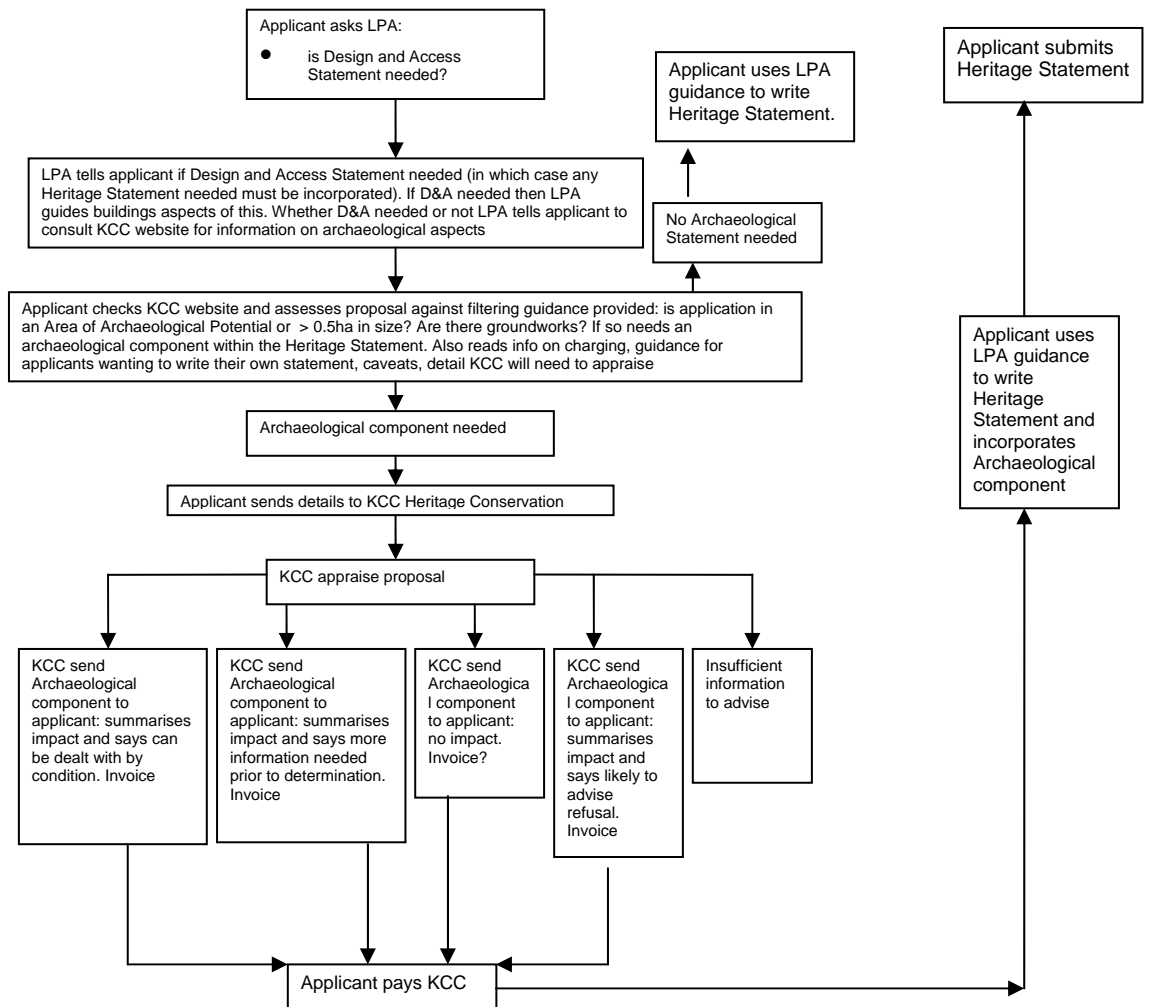 Applicant asks LPA:
● is Design and Access
Statement needed?
Applicant uses LPA
guidance to write
Heritage Statement.
Applicant submits
Heritage Statement
LPA tells applicant if Design and Access Statement needed (in which case any
Heritage Statement needed must be incorporated). If D&A needed then LPA
guides buildings aspects of this. Whether D&A needed or not LPA tells applicant to
consult KCC website for information on archaeological aspects
No Archaeological
Statement needed
Applicant checks KCC website and assesses proposal against filtering guidance provided: is application
in an Area of Archaeological Potential or > 0.5ha in size? Are there groundworks? If so needs an
archaeological component within the Heritage Statement. Also reads info on charging, guidance for
applicants wanting to write their own statement, caveats, detail KCC will need to appraise
Applicant uses
LPA guidance
to write
Heritage
Statement and
incorporates
Archaeological
component
Archaeological component needed
Applicant sends details to KCC Heritage Conservation
KCC appraise proposal
KCC send
Archaeological
component to
applicant: summarises
impact and says can
be dealt with by
condition. Invoice
KCC send
Archaeological
component to
applicant: summarises
impact and says more
information needed
prior to determination.
Invoice
KCC send
Archaeologica
l component
to applicant:
no impact.
Invoice?
KCC send
Archaeologica
l component
to applicant:
summarises
impact and
says likely to
advise
refusal.
Invoice
Insufficient
information
to advise
Applicant pays KCC